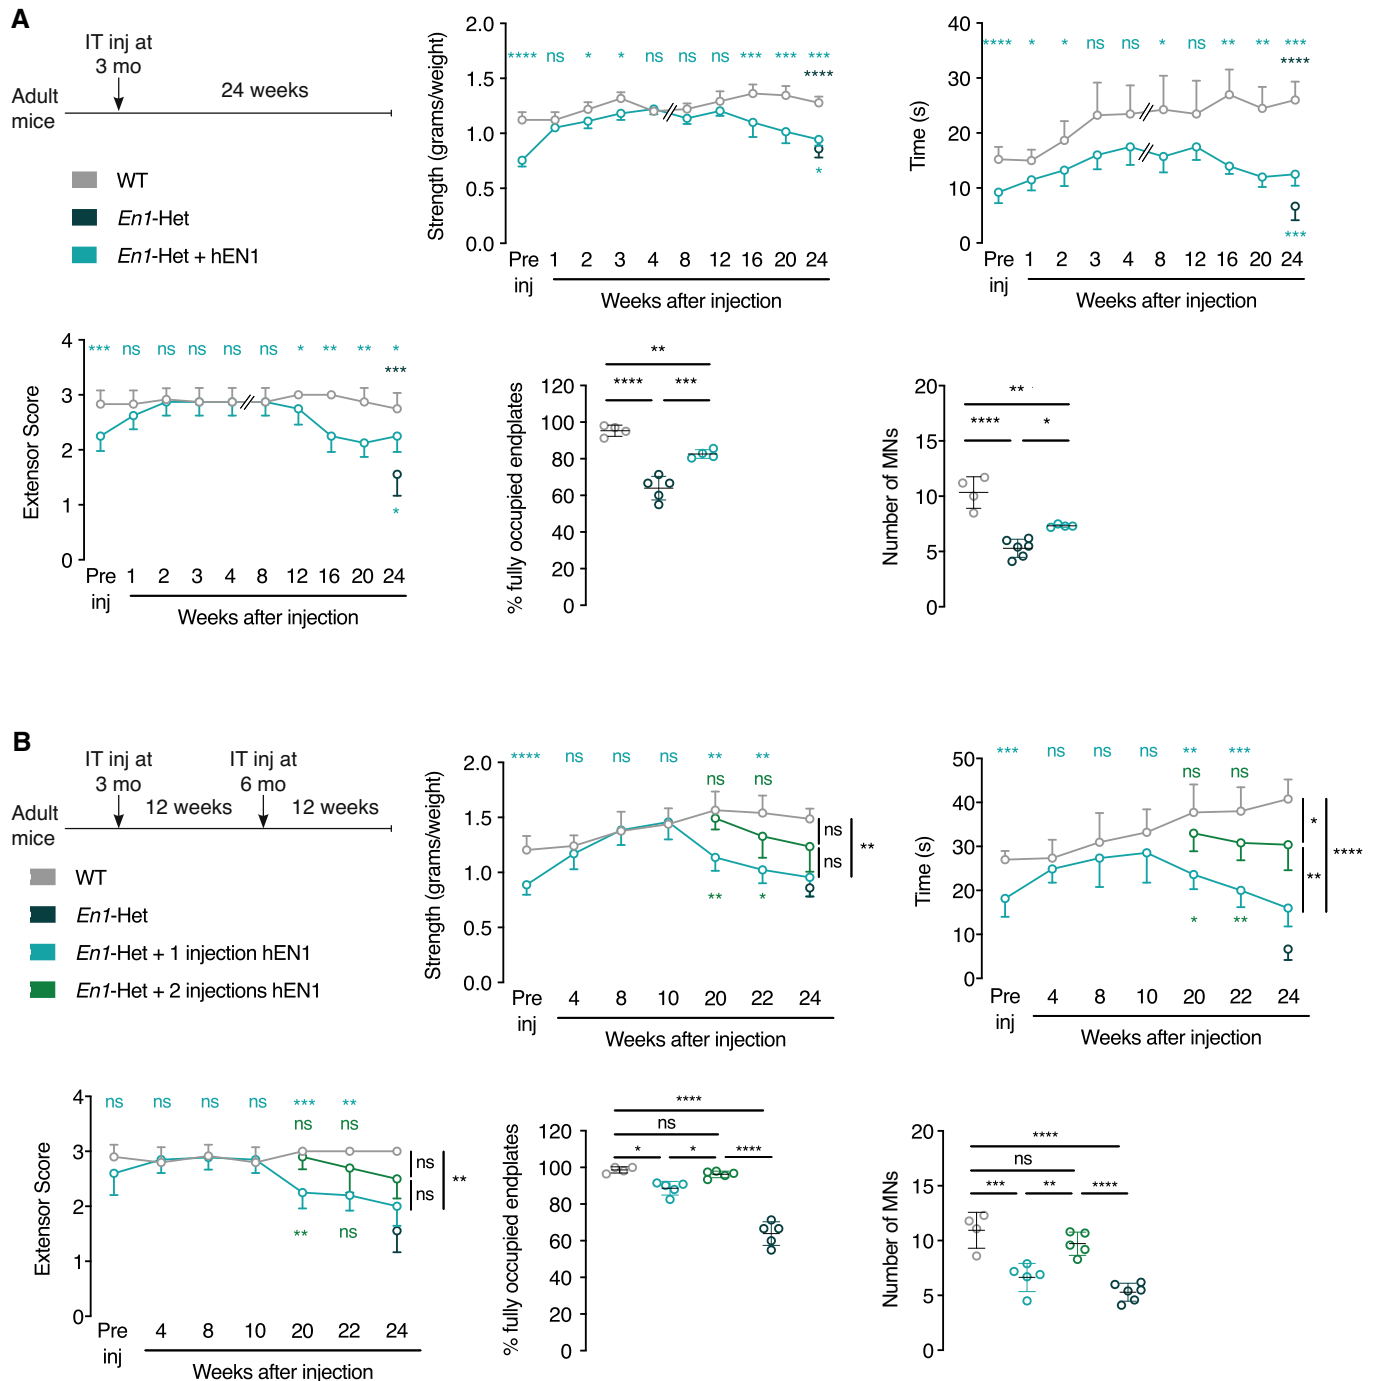 A
IT inj at
3 mo
24 weeks
Adult
mice
WT
En1-Het
En1-Het + hEN1
Strength (grams/weight)
2.0
1.5
1.0
0.5
0.0
**** ns * * ns ns ns *** *** ***
****
*
Pre inj 1 2 3 4 8 12 16 20 24
Weeks after injection
Time (s)
40
30
20
10
0
**** * * ns ns * ns ** ** ***
****
***
Pre inj 1 2 3 4 8 12 16 20 24
Weeks after injection
Extensor Score
4
3
2
1
0
*** ns ns ns ns ns * ** ** *
***
*
Pre inj 1 2 3 4 8 12 16 20 24
Weeks after injection
% fully occupied endplates
120
100
80
60
40
20
0
**
**** ***
Number of MNs
20
15
10
5
0
**
**** *
B
IT inj at
3 mo
IT inj at
6 mo
12 weeks
12 weeks
Adult
mice
WT
En1-Het
En1-Het + 1 injection hEN1
En1-Het + 2 injections hEN1
Strength (grams/weight)
2.0
1.5
1.0
0.5
0.0
**** ns ns ns ** **
ns ns
ns
ns
**
** *
Pre inj 4 8 10 20 22 24
Weeks after injection
Time (s)
50
40
30
20
10
0
*** ns ns ns ** ***
ns ns
*
**
****
* **
Pre inj 4 8 10 20 22 24
Weeks after injection
Extensor Score
4
3
2
1
0
ns ns ns ns *** **
ns ns
ns
ns
**
** ns
Pre inj 4 8 10 20 22 24
Weeks after injection
% fully occupied endplates
120
100
80
60
40
20
0
****
ns
* * ****
Number of MNs
20
15
10
5
0
****
ns
*** ** ****